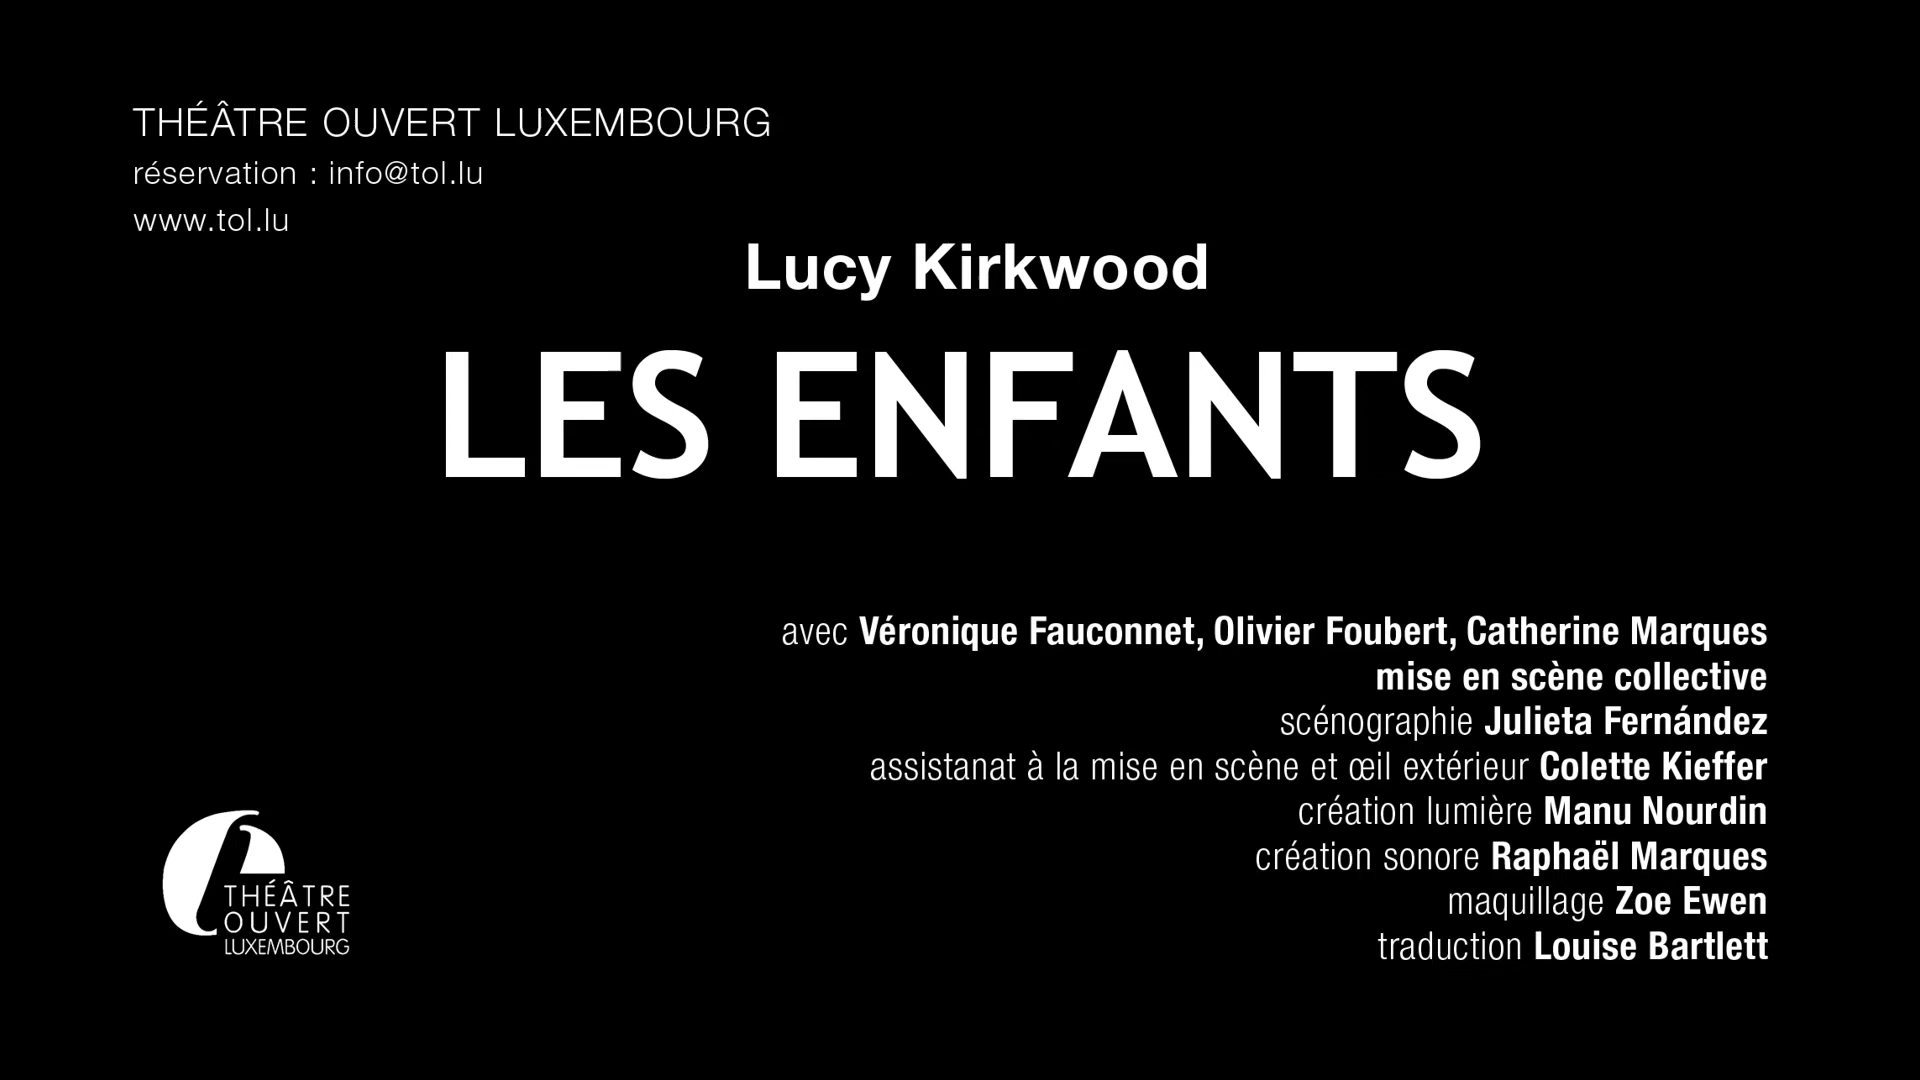 THÉÂTRE OUVERT LUXEMBOURG
réservation : info@tol.lu
www.tol.lu
Lucy Kirkwood
LES ENFANTS
avec Véronique Fauconnet, Olivier Foubert, Catherine Marques
mise en scène collective
scénographie Julieta Fernández
assistanat à la mise en scène et œil extérieur Colette Kieffer
création lumière Manu Nourdin
création sonore Raphaël Marques
maquillage Zoe Ewen
traduction Louise Bartlett
THÉÂTRE
OUVERT
LUXEMBOURG